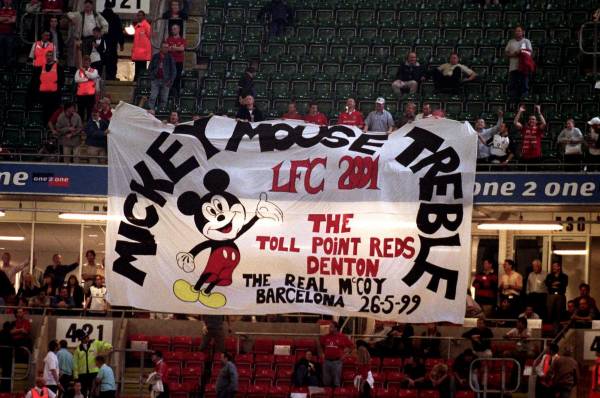 MICKEY MOUSE TREBLE
LFC 2001
THE
TOLL POINT REDS
DENTON
THE REAL McCOY
BARCELONA 26-5-99
one 2 one
one 2 one
421